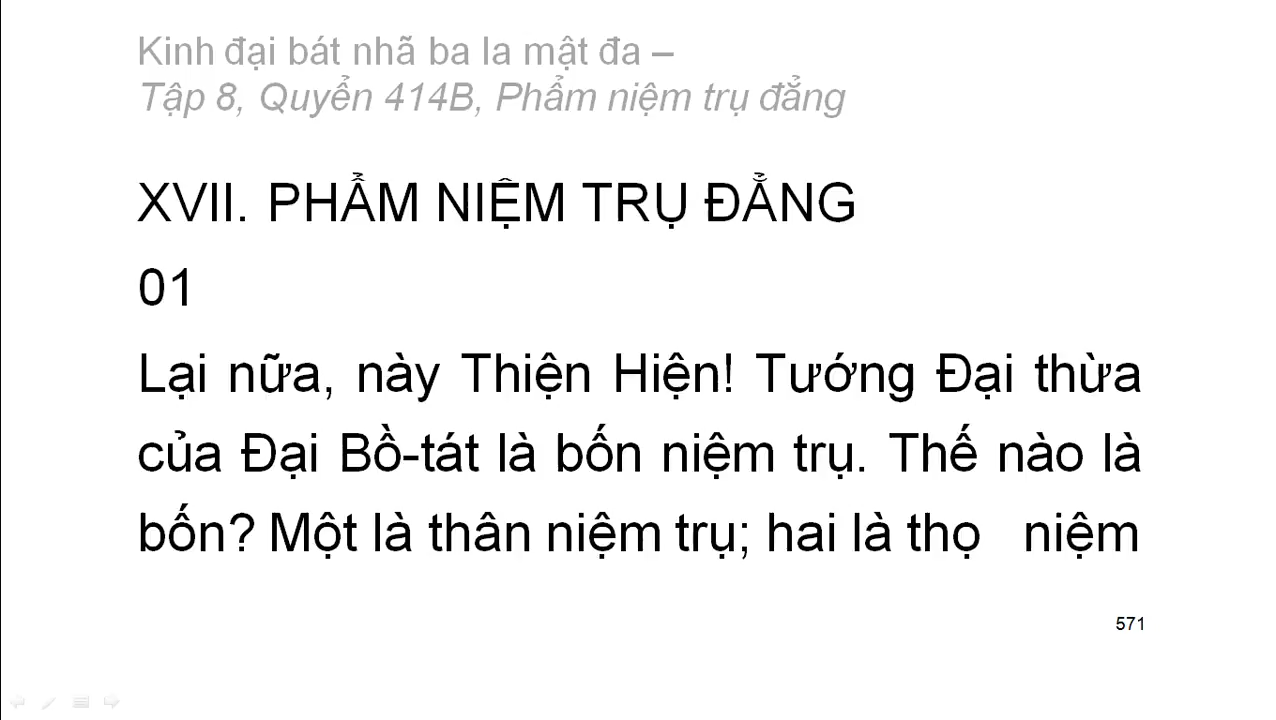 Kinh đại bát nhã ba la mật đa –
Tập 8, Quyển 414B, Phẩm niệm trụ đẳng
XVII. PHẨM NIỆM TRỤ ĐẲNG
01
Lại nữa, này Thiện Hiện! Tướng Đại thừa
của Đại Bồ-tát là bốn niệm trụ. Thế nào là
bốn? Một là thân niệm trụ; hai là thọ niệm
571